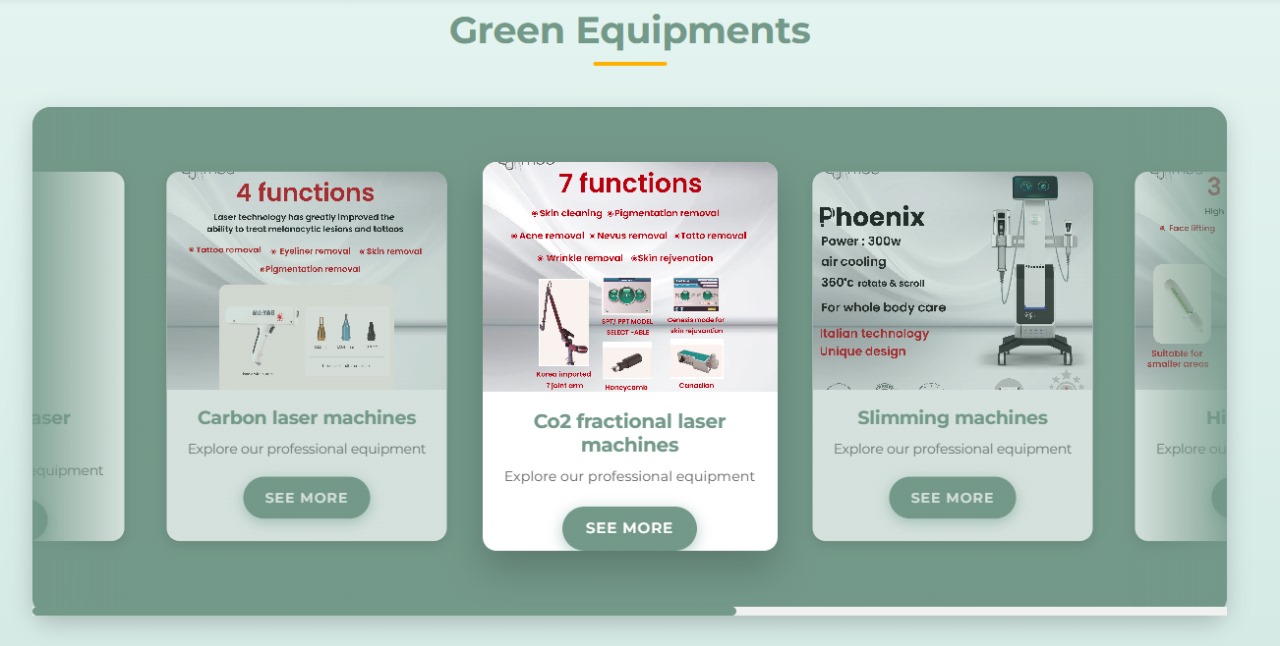 Green Equipments
aser
equipment
4 functions
Laser technology has greatly improved the
ability to treat melanocytic lesions and tattoos
Tattoo removal Eyeliner removal Skin removal
Pigmentation removal
Carbon laser machines
Explore our professional equipment
SEE MORE
7 functions
Skin cleaning Pigmentation removal
Acne removal Nevus removal Tatto removal
Wrinkle removal Skin rejvenation
SPT/ PPT MODEL
SELECT -ABLE
Genesis mode for
skin rejuvantion
Korea imported
7 joint arm
Honeycomb
Canadian
Co2 fractional laser
machines
Explore our professional equipment
SEE MORE
Phoenix
Power : 300w
air cooling
360°c rotate & scroll
For whole body care
Italian technology
Unique design
Slimming machines
Explore our professional equipment
SEE MORE
3
High
Face lifting
Suitable for
smaller areas
Hi
Explore ou